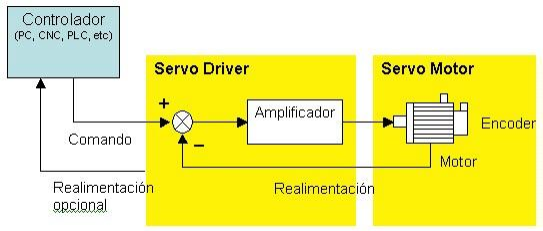 Controlador
(PC, CNC, PLC, etc)
Servo Driver
Servo Motor
+
Amplificador
Encoder
Comando
−
Motor
Realimentación
opcional
Realimentación